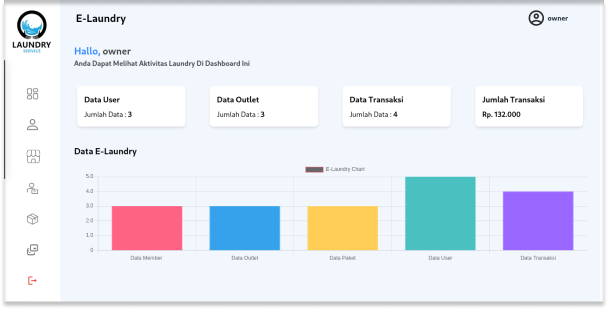 LAUNDRY
SERVICE
E-Laundry
owner
Hallo, owner
Anda Dapat Melihat Aktivitas Laundry Di Dashboard Ini
Data User
Jumlah Data : 3
Data Outlet
Jumlah Data : 3
Data Transaksi
Jumlah Data : 4
Jumlah Transaksi
Rp. 132.000
Data E-Laundry
E-Laundry Chart
5.0
4.0
3.0
2.0
1.0
0
Data Member
Data Outlet
Data Paket
Data User
Data Transaksi